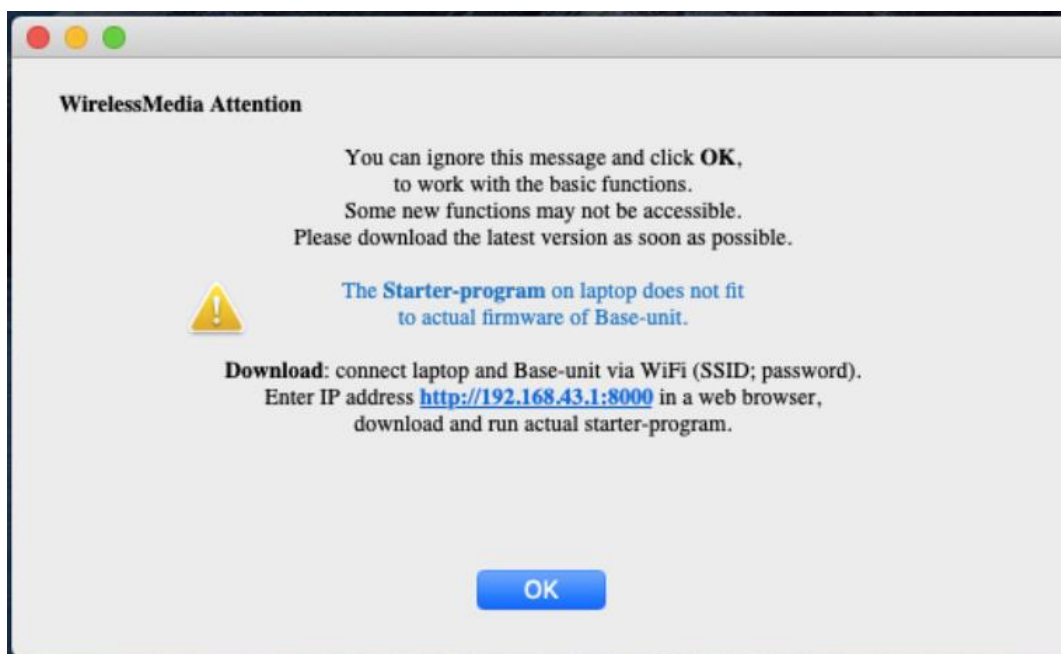 WirelessMedia Attention
You can ignore this message and click OK,
to work with the basic functions.
Some new functions may not be accessible.
Please download the latest version as soon as possible.
The Starter-program on laptop does not fit
to actual firmware of Base-unit.
Download: connect laptop and Base-unit via WiFi (SSID; password).
Enter IP address http://192.168.43.1:8000 in a web browser,
download and run actual starter-program.
OK